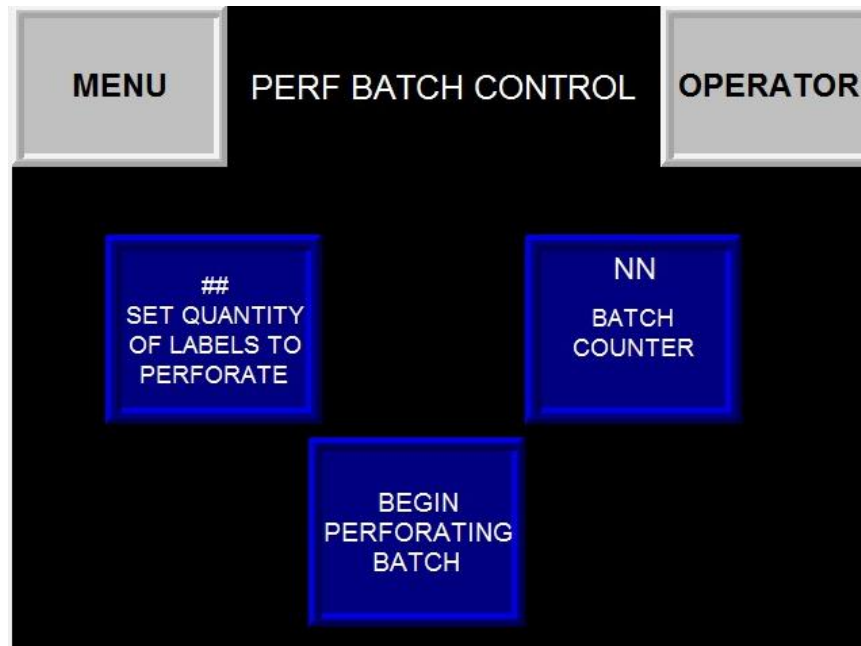 MENU
PERF BATCH CONTROL
OPERATOR
##
SET QUANTITY
OF LABELS TO
PERFORATE
NN
BATCH
COUNTER
BEGIN
PERFORATING
BATCH